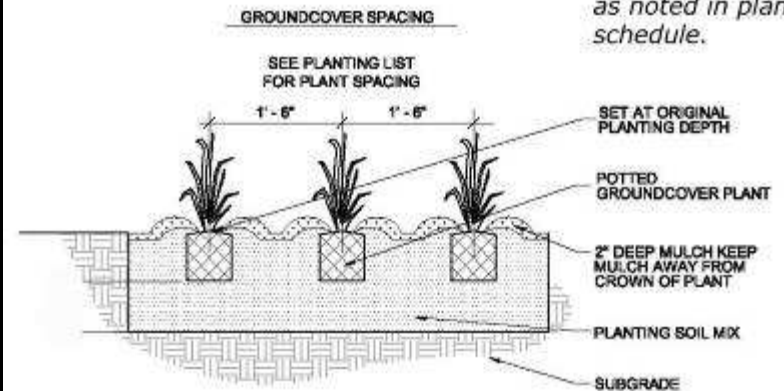 GROUNDCOVER SPACING
as noted in plan
schedule.
SEE PLANTING LIST
FOR PLANT SPACING
1' - 6" 1' - 6"
SET AT ORIGINAL
PLANTING DEPTH
POTTED
GROUNDCOVER PLANT
2" DEEP MULCH KEEP
MULCH AWAY FROM
CROWN OF PLANT
PLANTING SOIL MIX
SUBGRADE